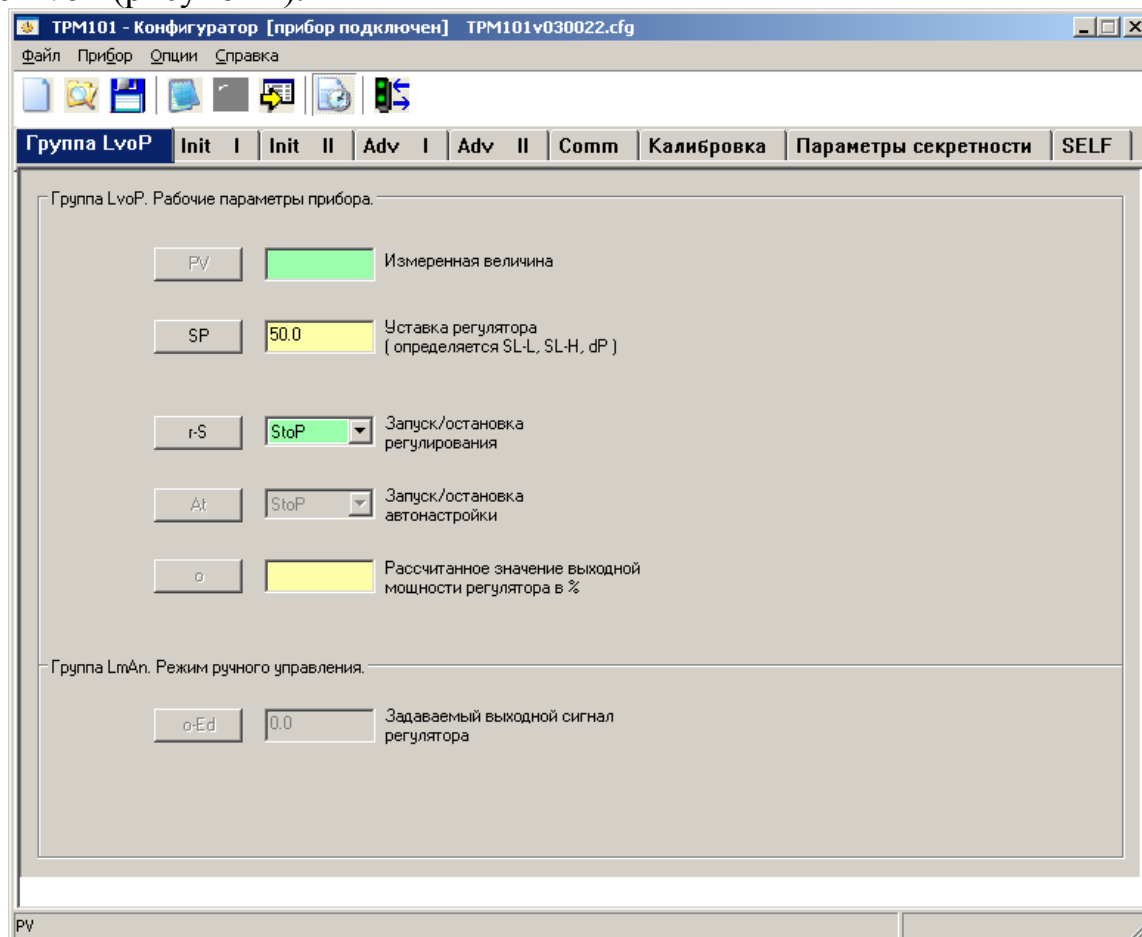 TPM101 - Конфигуратор [прибор подключен] TPM101v030022.cfg
Файл Прибор Опции Справка
Группа LvoP Init I Init II Adv I Adv II Comm Калибровка Параметры секретности SELF
Группа LvoP. Рабочие параметры прибора.
PV Измеренная величина
SP 50.0 Уставка регулятора
( определяется SL-L, SL-H, dP )
r-S StoP Запуск/остановка
регулирования
At StoP Запуск/остановка
автонастройки
o Рассчитанное значение выходной
мощности регулятора в %
Группа LmAn. Режим ручного управления.
o-Ed 0.0 Задаваемый выходной сигнал
регулятора
PV